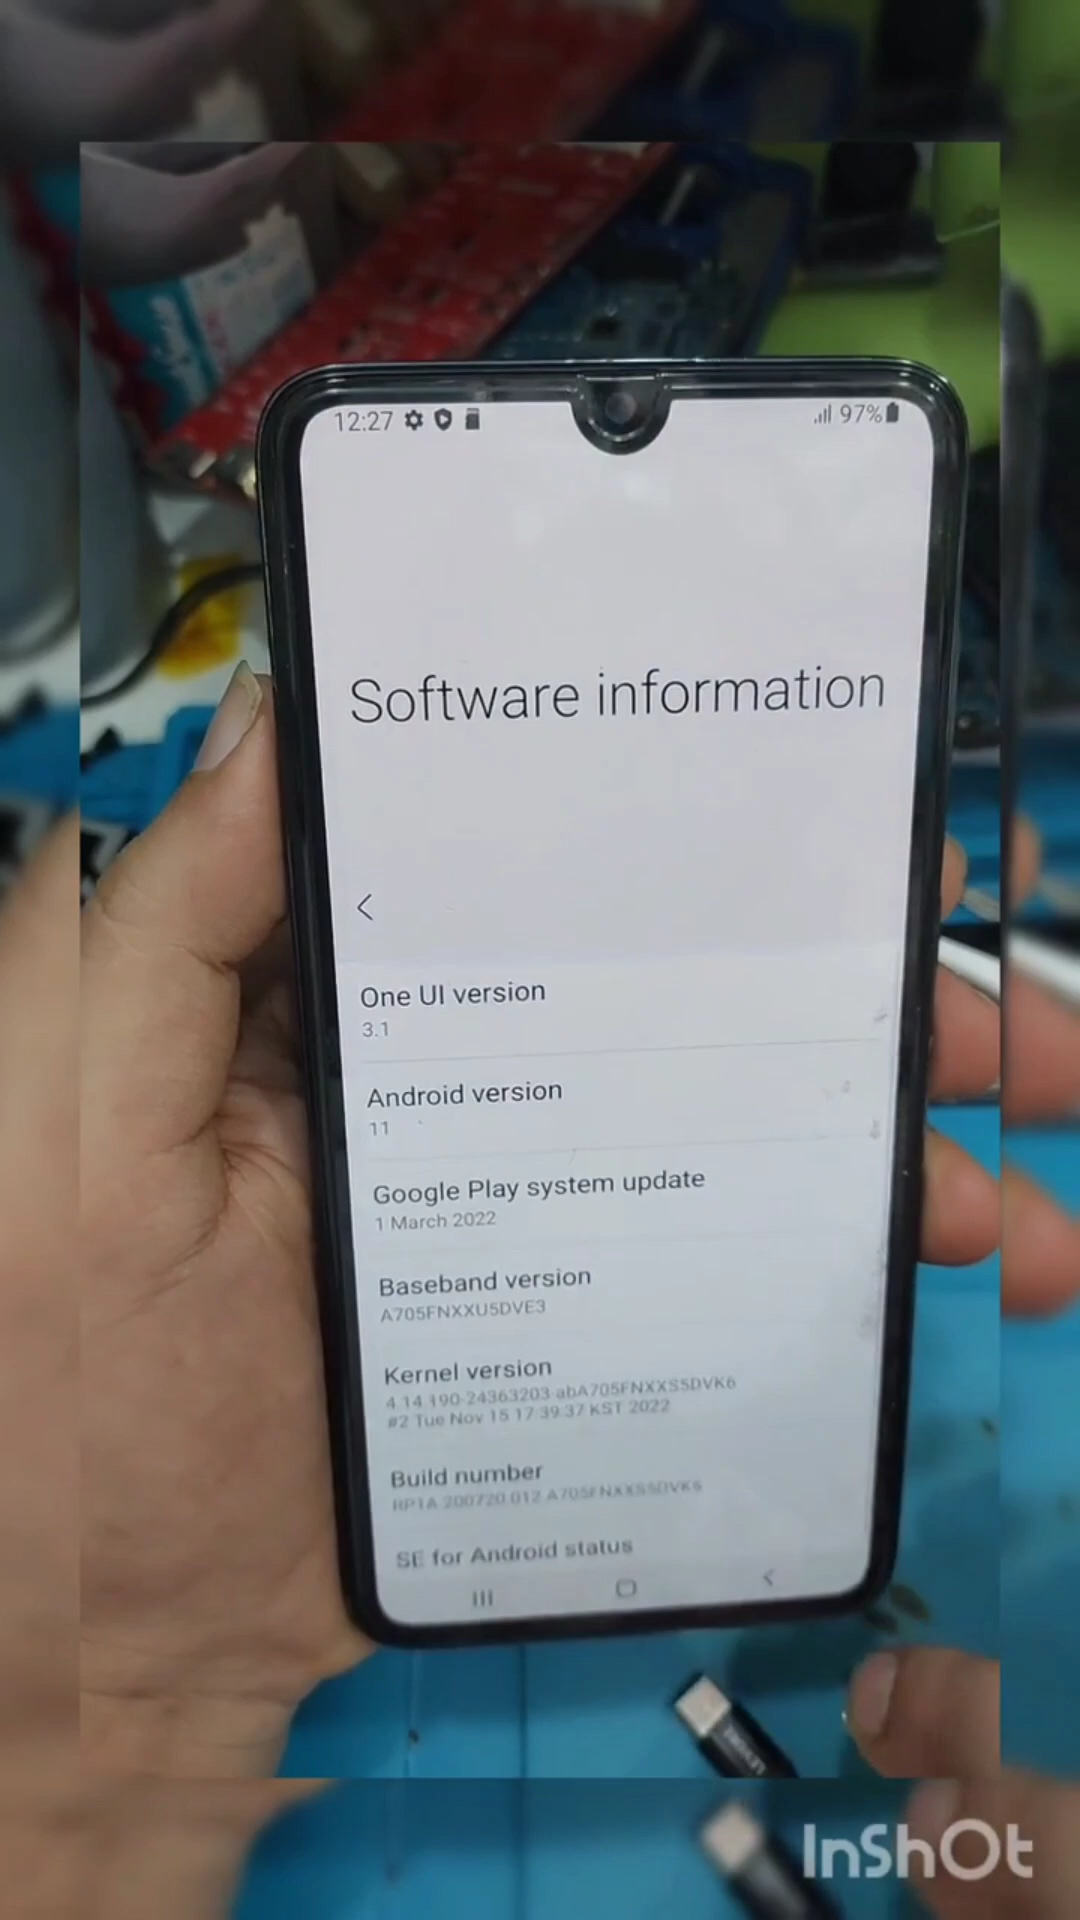 12:27
97%
Software information
One UI version
3.1
Android version
11
Google Play system update
1 March 2022
Baseband version
A705FNXXU5DVE3
Kernel version
4.14.190-24363203-abA705FNXXS5DVK6
#2 Tue Nov 15 17:39:37 KST 2022
Build number
RP1A.200720.012.A705FNXXS5DVK6
SE for Android status
InShOt